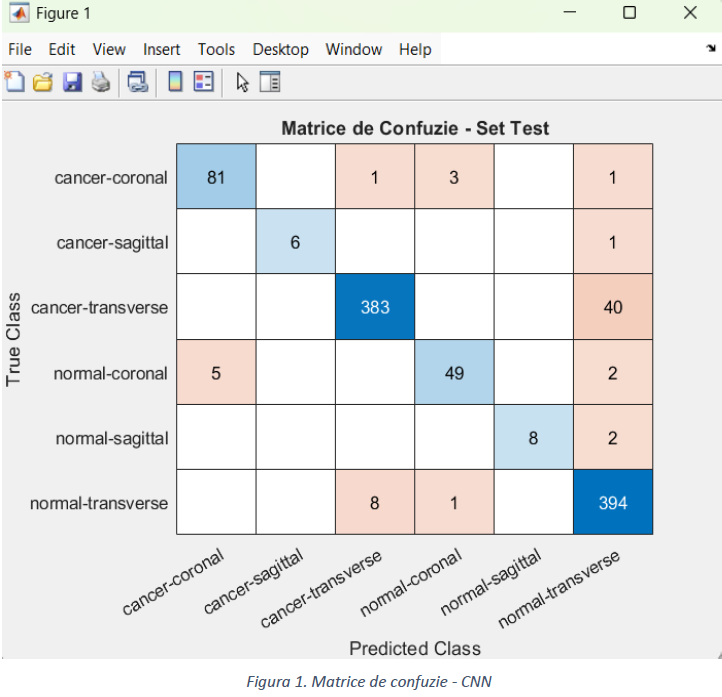 Figure 1
File Edit View Insert Tools Desktop Window Help
Matrice de Confuzie - Set Test
True Class
cancer-coronal 81 1 3 1
cancer-sagittal 6 1
cancer-transverse 383 40
normal-coronal 5 49 2
normal-sagittal 8 2
normal-transverse 8 1 394
cancer-coronal cancer-sagittal cancer-transverse normal-coronal normal-sagittal normal-transverse
Predicted Class
Figura 1. Matrice de confuzie - CNN